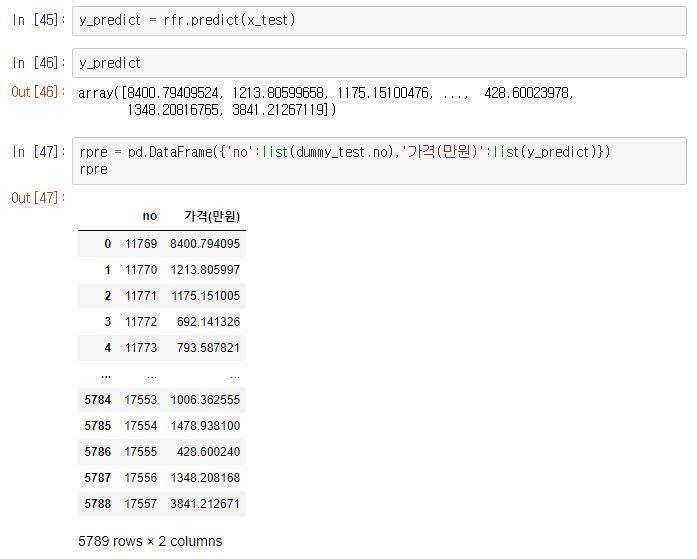 In [45]: y_predict = rfr.predict(x_test)
In [46]: y_predict
Out[46]: array([8400.79409524, 1213.80599658, 1175.15100476, ...,  428.60023978,
1348.20816765, 3841.21267119])
In [47]: rpre = pd.DataFrame({'no':list(dummy_test.no),'가격(만원)':list(y_predict)})
rpre
Out[47]:
no 가격(만원)
0 11769 8400.794095
1 11770 1213.805997
2 11771 1175.151005
3 11772 692.141326
4 11773 793.587821
... ... ...
5784 17553 1006.362555
5785 17554 1478.938100
5786 17555 428.600240
5787 17556 1348.208168
5788 17557 3841.212671
5789 rows × 2 columns